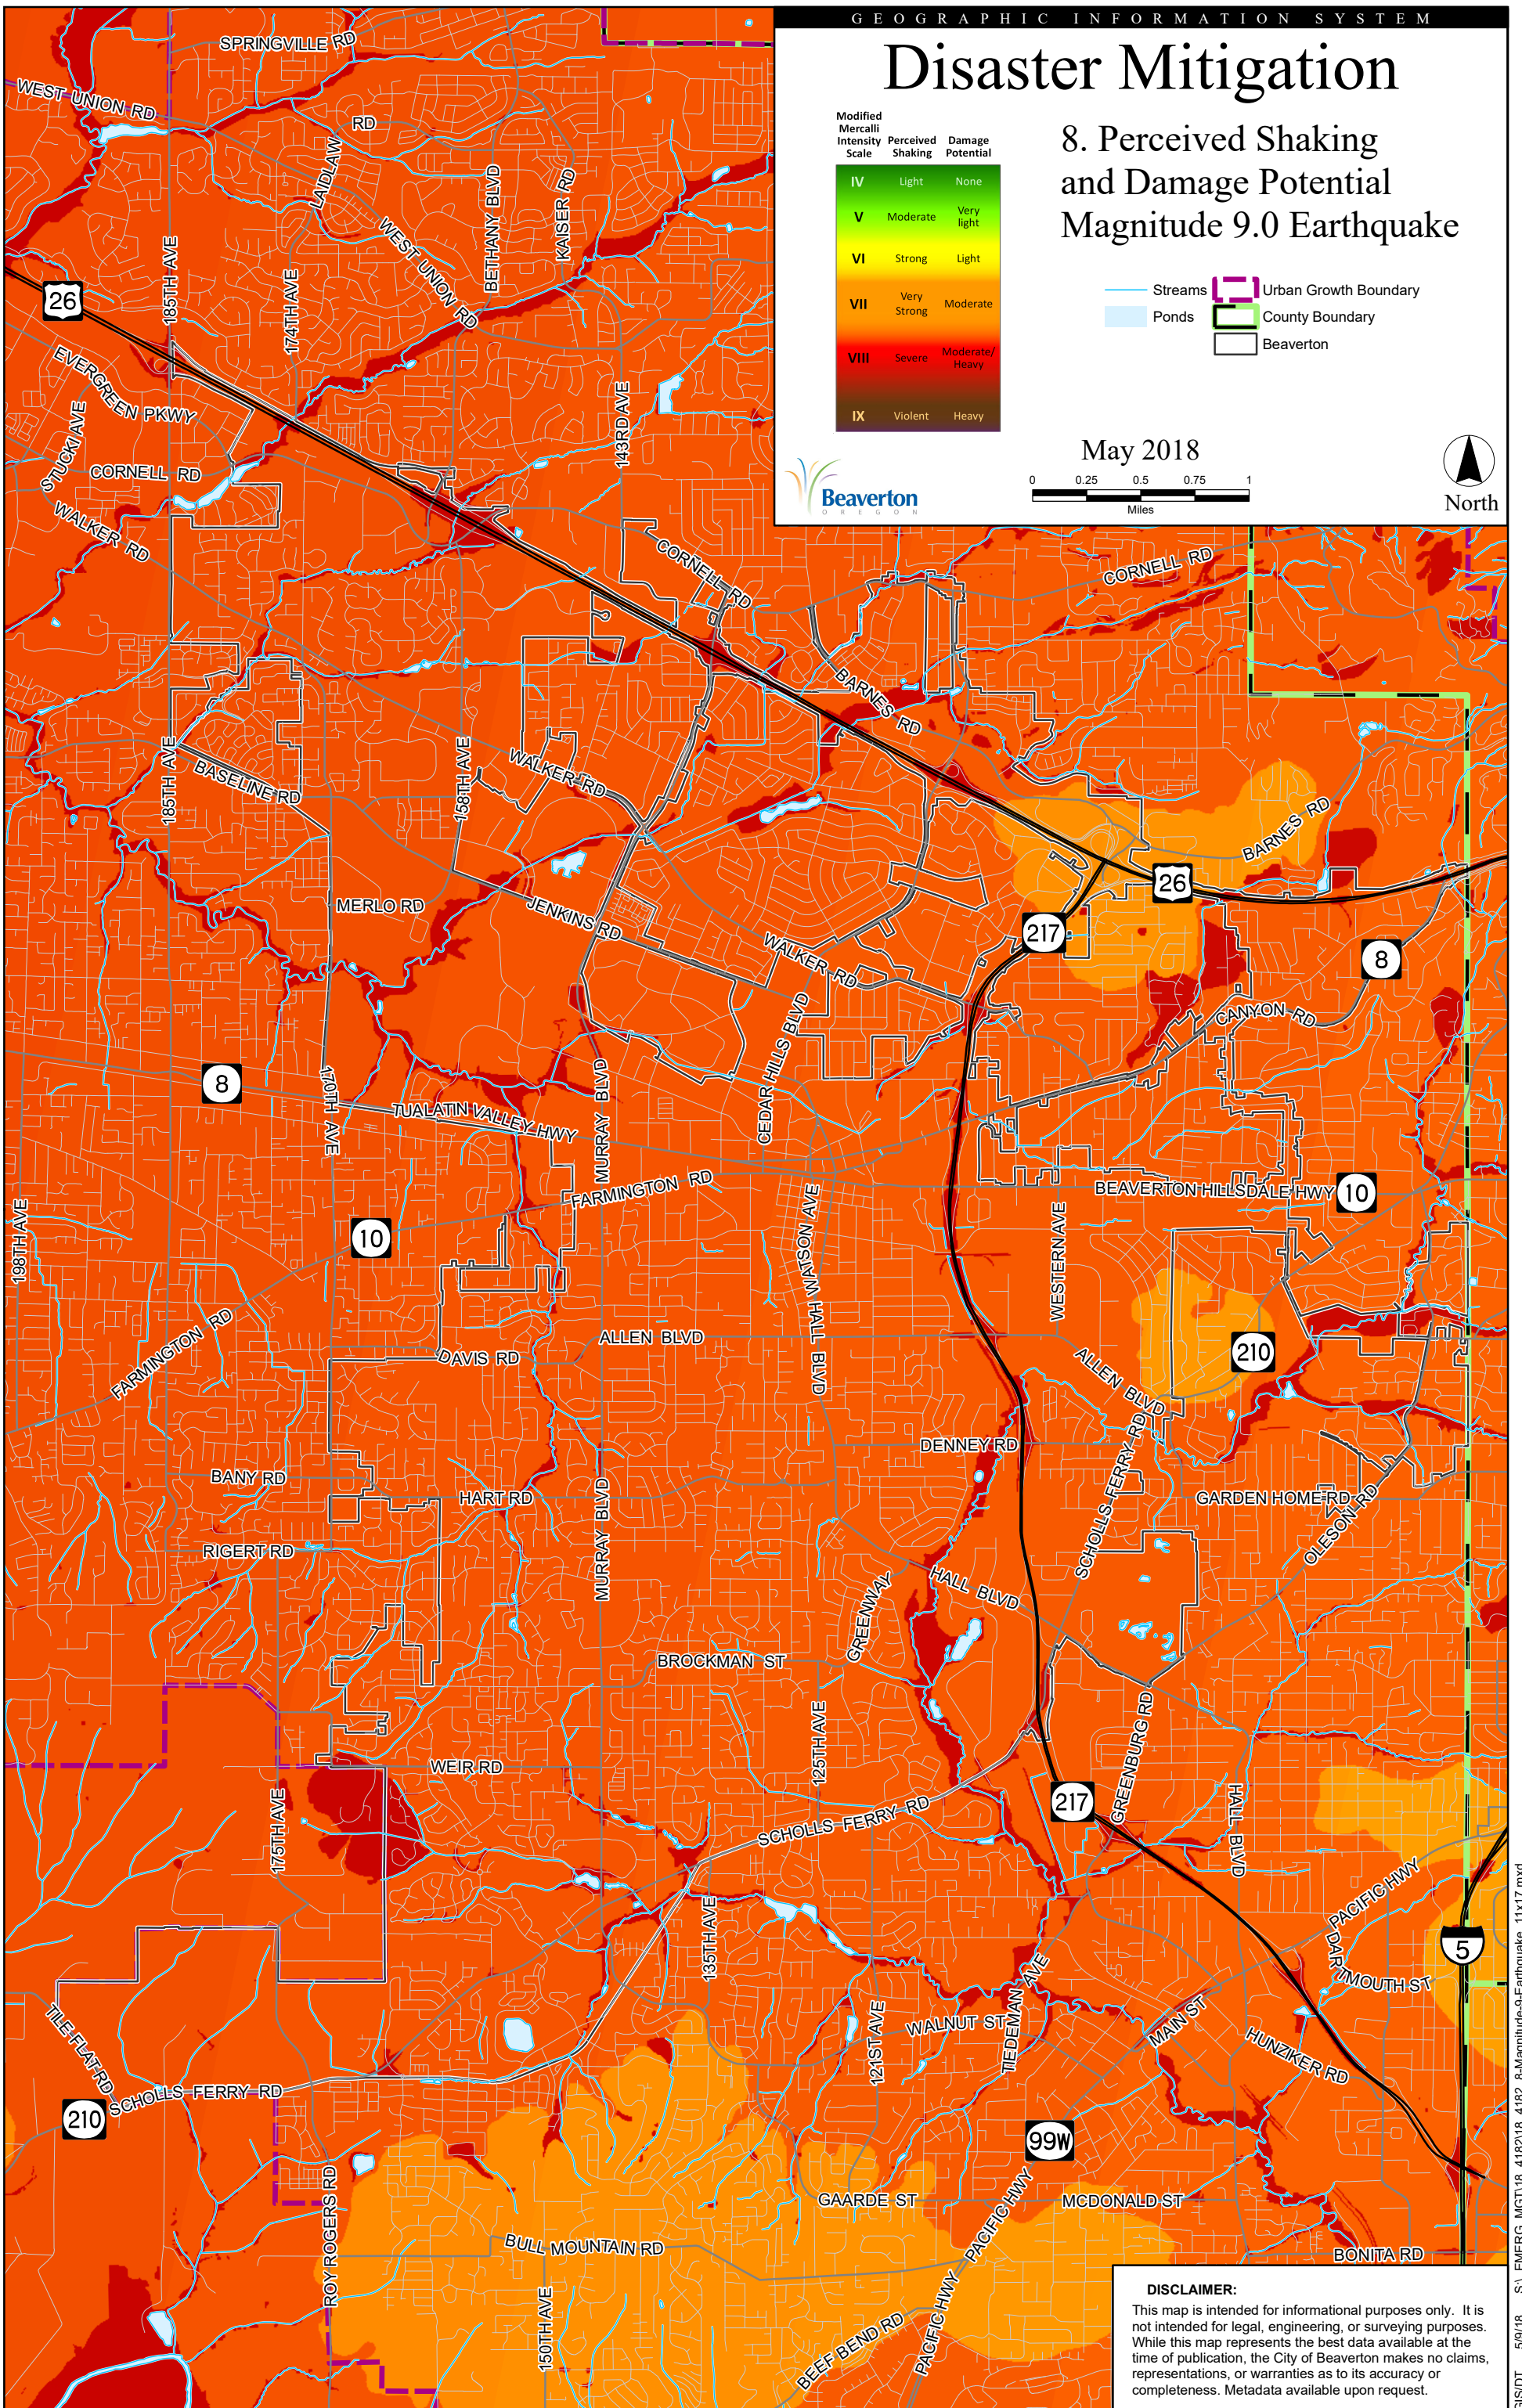 GEOGRAPHIC INFORMATION SYSTEM
Disaster Mitigation
8. Perceived Shaking
and Damage Potential
Magnitude 9.0 Earthquake
Modified
Mercalli
Intensity
Scale
Perceived
Shaking
Damage
Potential
IV Light None
V Moderate Very
light
VI Strong Light
VII Very
Strong Moderate
VIII Severe Moderate/
Heavy
IX Violent Heavy
Streams
Ponds
Urban Growth Boundary
County Boundary
Beaverton
May 2018
0 0.25 0.5 0.75 1
Miles
North
Beaverton
OREGON
SPRINGVILLE RD
WEST UNION RD
RD
LAIDLAW
BETHANY BLVD
KAISER RD
WEST UNION RD
185TH AVE
174TH AVE
26
EVERGREEN PKWY
STUCKI AVE
CORNELL RD
WALKER RD
143RD AVE
CORNELL RD
CORNELL RD
BARNES RD
185TH AVE
BASELINE RD
158TH AVE
WALKER RD
BARNES RD
26
MERLO RD
JENKINS RD
WALKER RD
217
8
CANYON RD
CEDAR HILLS BLVD
8
170TH AVE
TUALATIN VALLEY HWY
MURRAY BLVD
FARMINGTON RD
BEAVERTON HILLSDALE HWY
10
198TH AVE
10
WATSON AVE
HALL BLVD
WESTERN AVE
FARMINGTON RD
DAVIS RD
ALLEN BLVD
ALLEN BLVD
210
DENNEY RD
SCHOLLS FERRY RD
BANY RD
HART RD
MURRAY BLVD
GARDEN HOME RD
OLESON RD
RIGERT RD
GREENWAY
HALL BLVD
BROCKMAN ST
125TH AVE
GREENBURG RD
WEIR RD
175TH AVE
SCHOLLS FERRY RD
217
HALL BLVD
PACIFIC HWY
135TH AVE
DARTMOUTH ST
5
TILE FLAT RD
121ST AVE
WALNUT ST
TIEDEMAN AVE
MAIN ST
HUNZIKER RD
SCHOLLS FERRY RD
210
99W
ROY ROGERS RD
GAARDE ST
PACIFIC HWY
MCDONALD ST
BULL MOUNTAIN RD
BONITA RD
150TH AVE
BEEF BEND RD
PACIFIC HWY
DISCLAIMER:
This map is intended for informational purposes only. It is
not intended for legal, engineering, or surveying purposes.
While this map represents the best data available at the
time of publication, the City of Beaverton makes no claims,
representations, or warranties as to its accuracy or
completeness. Metadata available upon request.
5/9/18